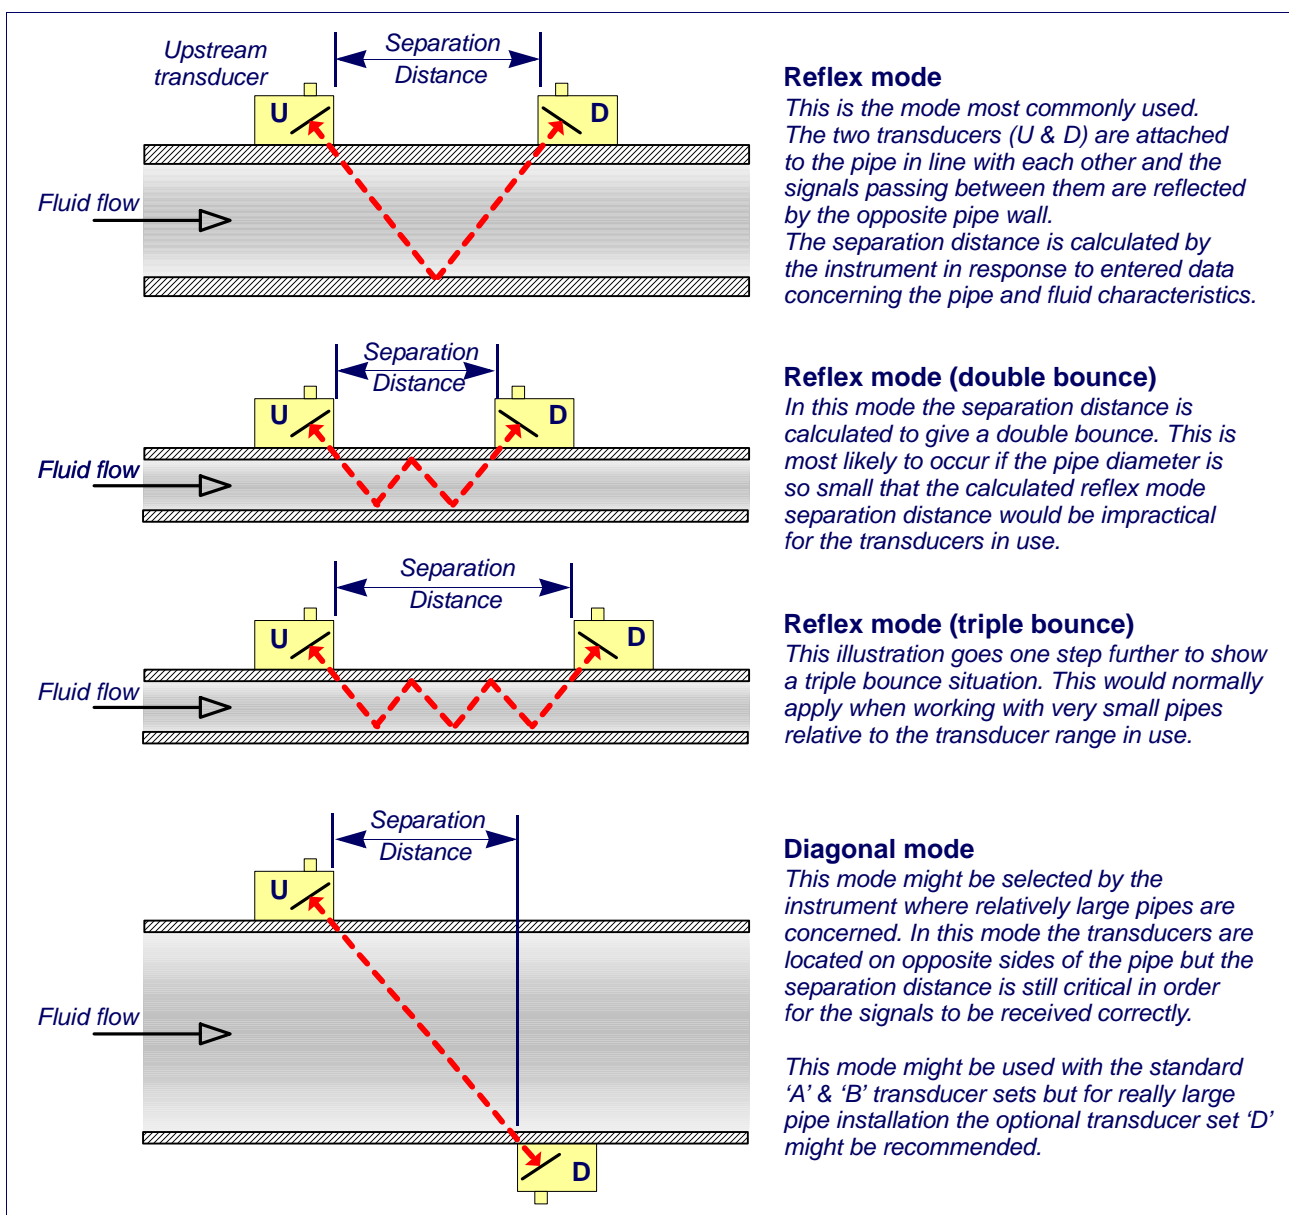 Upstream
transducer
Separation
Distance
U
D
Fluid flow
Reflex mode
This is the mode most commonly used.
The two transducers (U & D) are attached
to the pipe in line with each other and the
signals passing between them are reflected
by the opposite pipe wall.
The separation distance is calculated by
the instrument in response to entered data
concerning the pipe and fluid characteristics.
Separation
Distance
U
D
Fluid flow
Reflex mode (double bounce)
In this mode the separation distance is
calculated to give a double bounce. This is
most likely to occur if the pipe diameter is
so small that the calculated reflex mode
separation distance would be impractical
for the transducers in use.
Separation
Distance
U
D
Fluid flow
Reflex mode (triple bounce)
This illustration goes one step further to show
a triple bounce situation. This would normally
apply when working with very small pipes
relative to the transducer range in use.
Separation
Distance
U
Fluid flow
D
Diagonal mode
This mode might be selected by the
instrument where relatively large pipes are
concerned. In this mode the transducers are
located on opposite sides of the pipe but the
separation distance is still critical in order
for the signals to be received correctly.
This mode might be used with the standard
‘A’ & ‘B’ transducer sets but for really large
pipe installation the optional transducer set ‘D’
might be recommended.